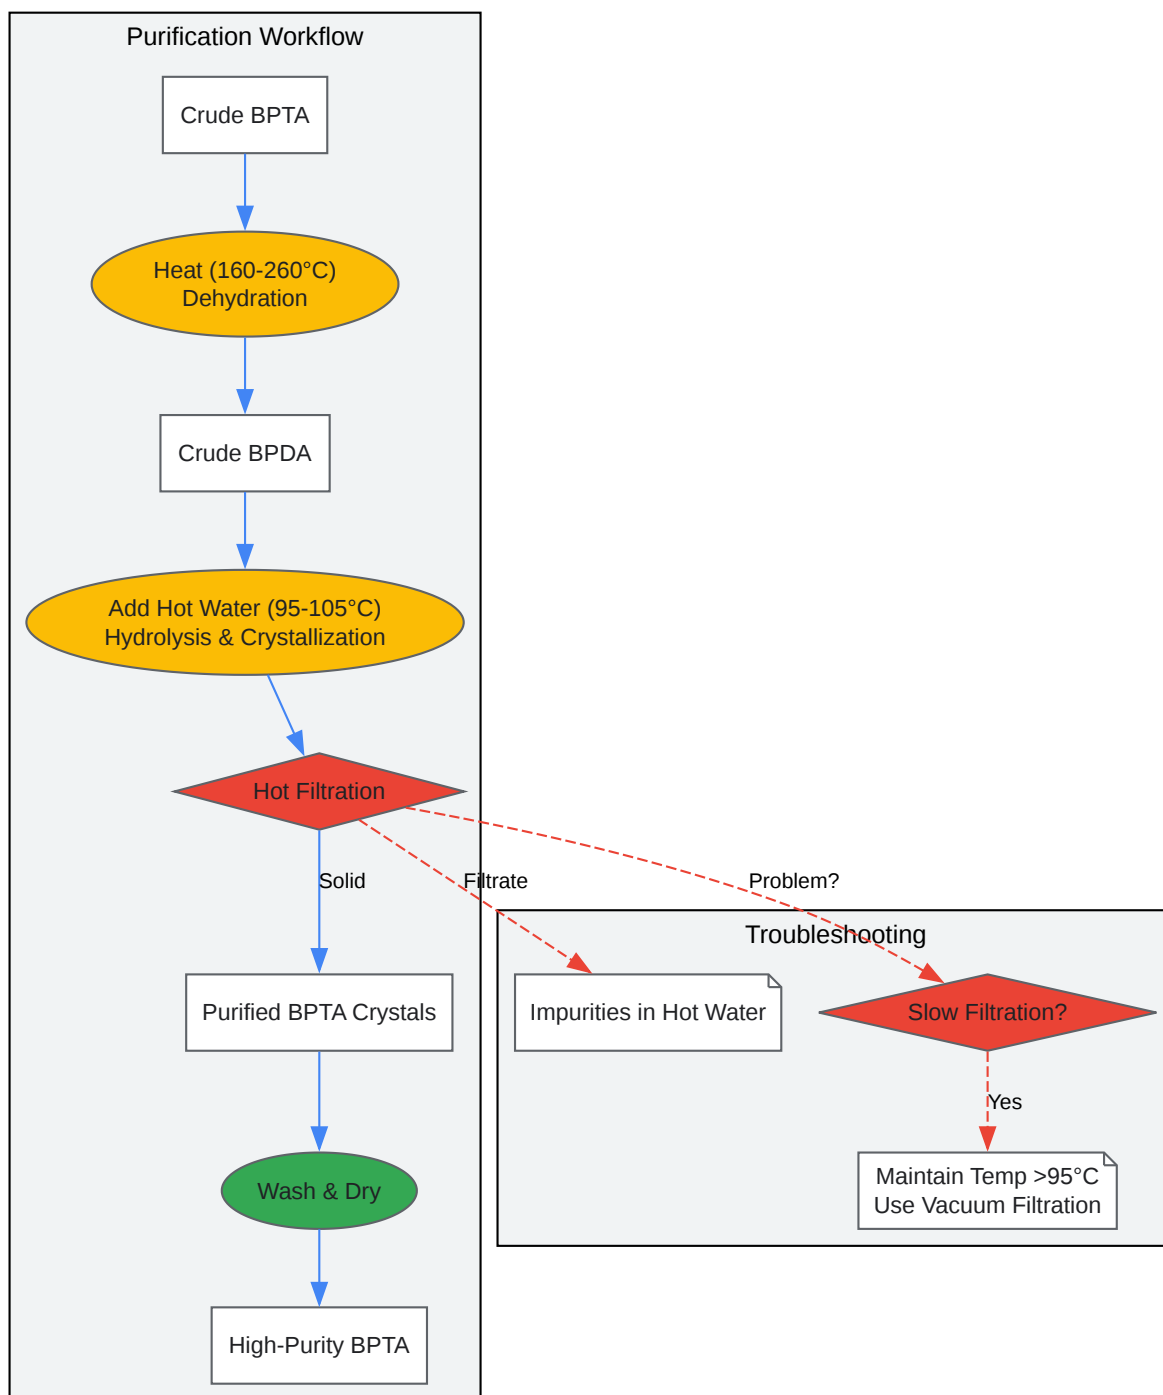 Purification Workflow
Crude BPTA
Heat (160-260°C)
Dehydration
Crude BPDA
Add Hot Water (95-105°C)
Hydrolysis & Crystallization
Hot Filtration
Solid
Filtrate
Problem?
Troubleshooting
Purified BPTA Crystals
Impurities in Hot Water
Slow Filtration?
Yes
Maintain Temp >95°C
Use Vacuum Filtration
Wash & Dry
High-Purity BPTA